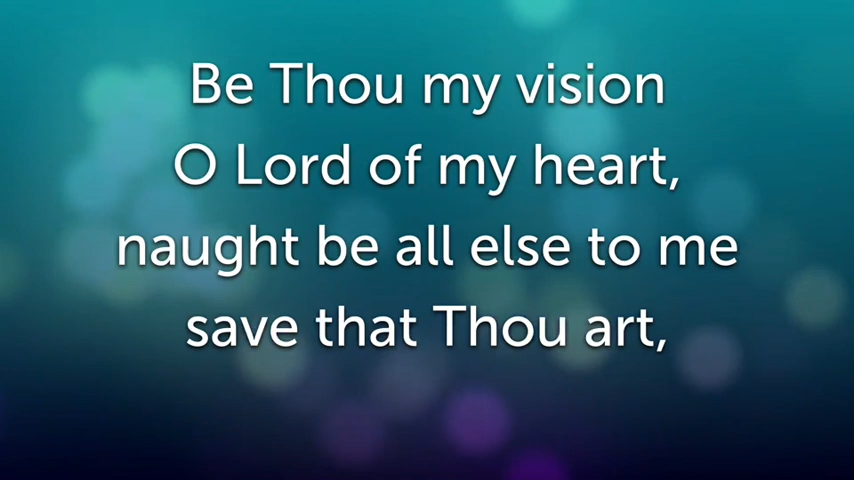 Be Thou my vision
O Lord of my heart,
naught be all else to me
save that Thou art,